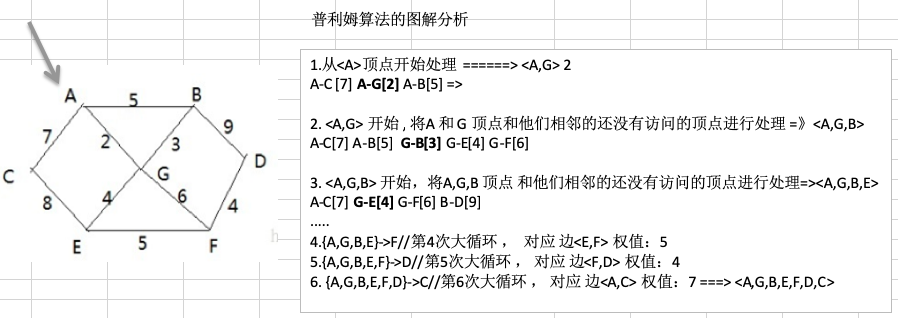 普利姆算法的图解分析
1.从<A>顶点开始处理 ======> <A,G> 2
A-C [7] A-G[2] A-B[5] =>
2. <A,G> 开始 , 将A 和 G 顶点和他们相邻的还没有访问的顶点进行处理 =》<A,G,B>
A-C[7] A-B[5] G-B[3] G-E[4] G-F[6]
3. <A,G,B> 开始，将A,G,B 顶点 和他们相邻的还没有访问的顶点进行处理=><A,G,B,E>
A-C[7] G-E[4] G-F[6] B-D[9]
.....
4.{A,G,B,E}->F//第4次大循环 ， 对应 边<E,F> 权值：5
5.{A,G,B,E,F}->D//第5次大循环 ， 对应 边<F,D> 权值：4
6. {A,G,B,E,F,D}->C//第6次大循环 ， 对应 边<A,C> 权值：7 ===> <A,G,B,E,F,D,C>
A 5 B
7 2 3 9
C G D
8 4 6 4
E 5 F
h